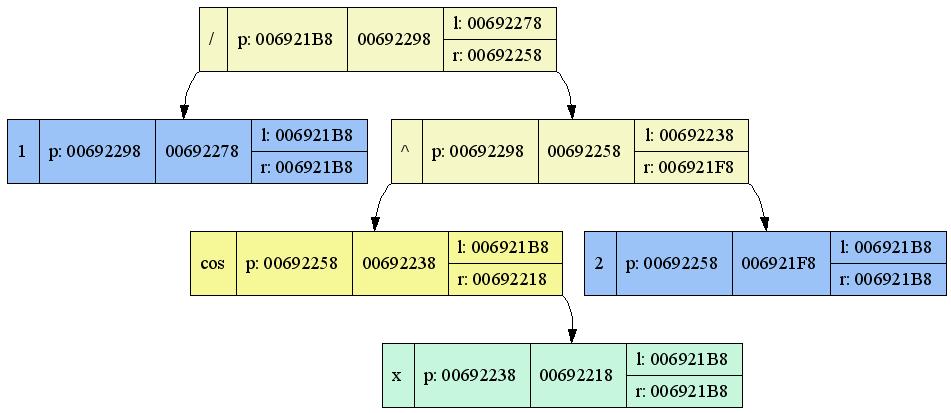 / p: 006921B8 00692298 l: 00692278
r: 00692258
1 p: 00692298 00692278 l: 006921B8
r: 006921B8
^ p: 00692298 00692258 l: 00692238
r: 006921F8
cos p: 00692258 00692238 l: 006921B8
r: 00692218
2 p: 00692258 006921F8 l: 006921B8
r: 006921B8
x p: 00692238 00692218 l: 006921B8
r: 006921B8